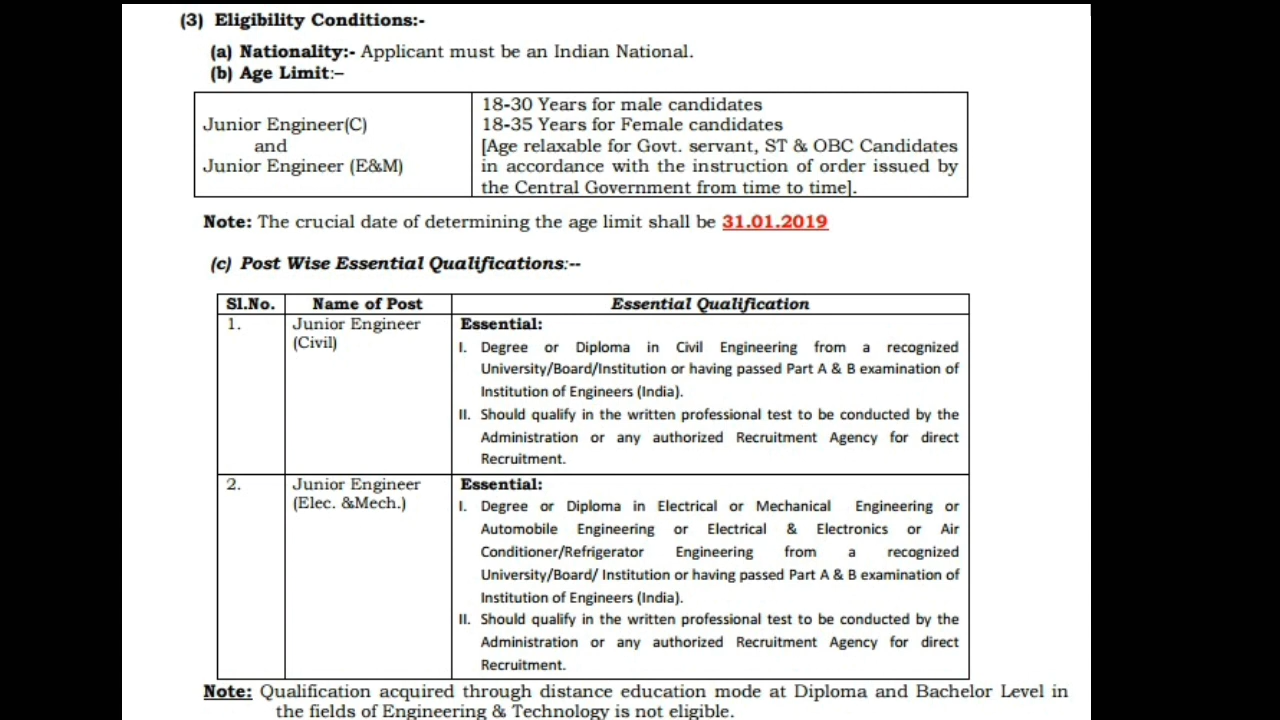 (3) Eligibility Conditions:-
(a) Nationality:- Applicant must be an Indian National.
(b) Age Limit:–
Junior Engineer(C)
and
Junior Engineer (E&M)
18-30 Years for male candidates
18-35 Years for Female candidates
[Age relaxable for Govt. servant, ST & OBC Candidates
in accordance with the instruction of order issued by
the Central Government from time to time].
Note: The crucial date of determining the age limit shall be 31.01.2019
(c) Post Wise Essential Qualifications:--
Sl.No. Name of Post Essential Qualification
1. Junior Engineer
(Civil)
Essential:
I. Degree or Diploma in Civil Engineering from a recognized
University/Board/Institution or having passed Part A & B examination of
Institution of Engineers (India).
II. Should qualify in the written professional test to be conducted by the
Administration or any authorized Recruitment Agency for direct
Recruitment.
2. Junior Engineer
(Elec. &Mech.)
Essential:
I. Degree or Diploma in Electrical or Mechanical Engineering or
Automobile Engineering or Electrical & Electronics or Air
Conditioner/Refrigerator Engineering from a recognized
University/Board/ Institution or having passed Part A & B examination of
Institution of Engineers (India).
II. Should qualify in the written professional test to be conducted by the
Administration or any authorized Recruitment Agency for direct
Recruitment.
Note: Qualification acquired through distance education mode at Diploma and Bachelor Level in
the fields of Engineering & Technology is not eligible.